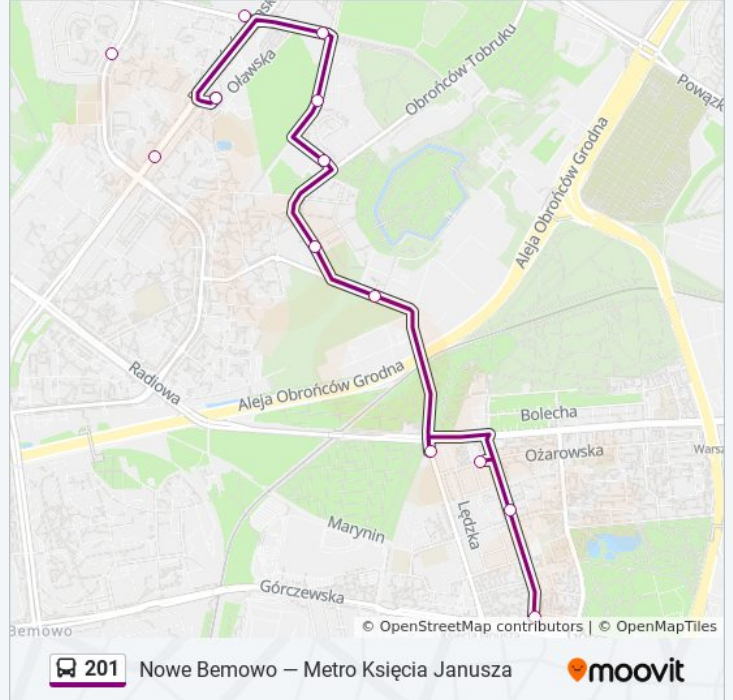 Oławska
Obrońców Tobruku
Powązk
Aleja Obrońców Grodna
Radiowa
Aleja Obrońców Grodna
Bolecha
Ożarowska
Warsz
Lędzka
Marynin
Górczewska
© OpenStreetMap contributors | © OpenMapTiles
Bemowo
201 Nowe Bemowo — Metro Księcia Janusza
moovit